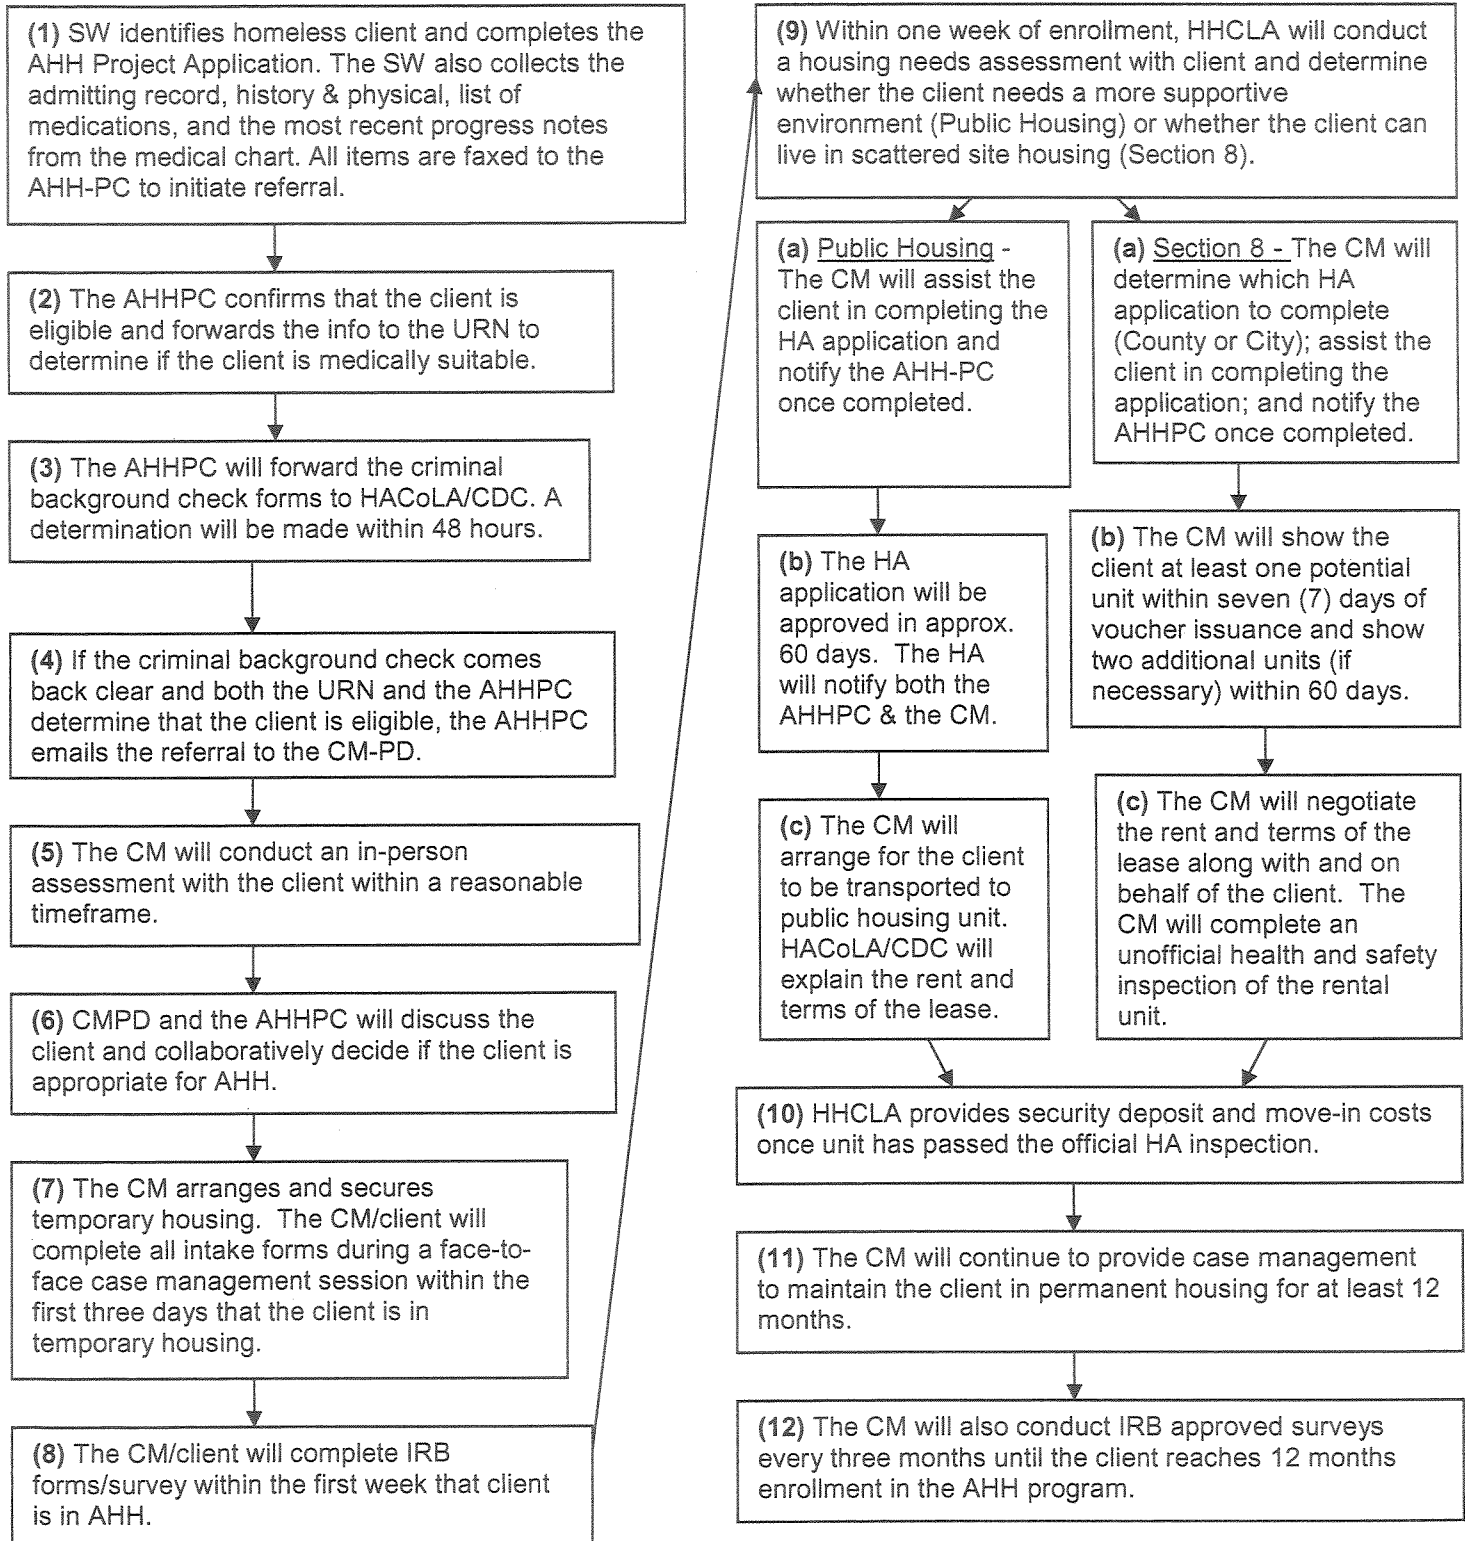 (1) SW identifies homeless client and completes the
AHH Project Application. The SW also collects the
admitting record, history & physical, list of
medications, and the most recent progress notes
from the medical chart. All items are faxed to the
AHH-PC to initiate referral.
(2) The AHHPC confirms that the client is
eligible and forwards the info to the URN to
determine if the client is medically suitable.
(3) The AHHPC will forward the criminal
background check forms to HACoLA/CDC. A
determination will be made within 48 hours.
(4) If the criminal background check comes
back clear and both the URN and the AHHPC
determine that the client is eligible, the AHHPC
emails the referral to the CM-PD.
(5) The CM will conduct an in-person
assessment with the client within a reasonable
timeframe.
(6) CMPD and the AHHPC will discuss the
client and collaboratively decide if the client is
appropriate for AHH.
(7) The CM arranges and secures
temporary housing.  The CM/client will
complete all intake forms during a face-to-
face case management session within the
first three days that the client is in
temporary housing.
(8) The CM/client will complete IRB
forms/survey within the first week that client
is in AHH.
(9) Within one week of enrollment, HHCLA will conduct
a housing needs assessment with client and determine
whether the client needs a more supportive
environment (Public Housing) or whether the client can
live in scattered site housing (Section 8).
(a) Public Housing -
The CM will assist the
client in completing the
HA application and
notify the AHH-PC
once completed.
(b) The HA
application will be
approved in approx.
60 days.  The HA
will notify both the
AHHPC & the CM.
(c) The CM will
arrange for the client
to be transported to
public housing unit.
HACoLA/CDC will
explain the rent and
terms of the lease.
(a) Section 8 - The CM will
determine which HA
application to complete
(County or City); assist the
client in completing the
application; and notify the
AHHPC once completed.
(b) The CM will show the
client at least one potential
unit within seven (7) days of
voucher issuance and show
two additional units (if
necessary) within 60 days.
(c) The CM will negotiate
the rent and terms of the
lease along with and on
behalf of the client.  The
CM will complete an
unofficial health and safety
inspection of the rental
unit.
(10) HHCLA provides security deposit and move-in costs
once unit has passed the official HA inspection.
(11) The CM will continue to provide case management
to maintain the client in permanent housing for at least 12
months.
(12) The CM will also conduct IRB approved surveys
every three months until the client reaches 12 months
enrollment in the AHH program.